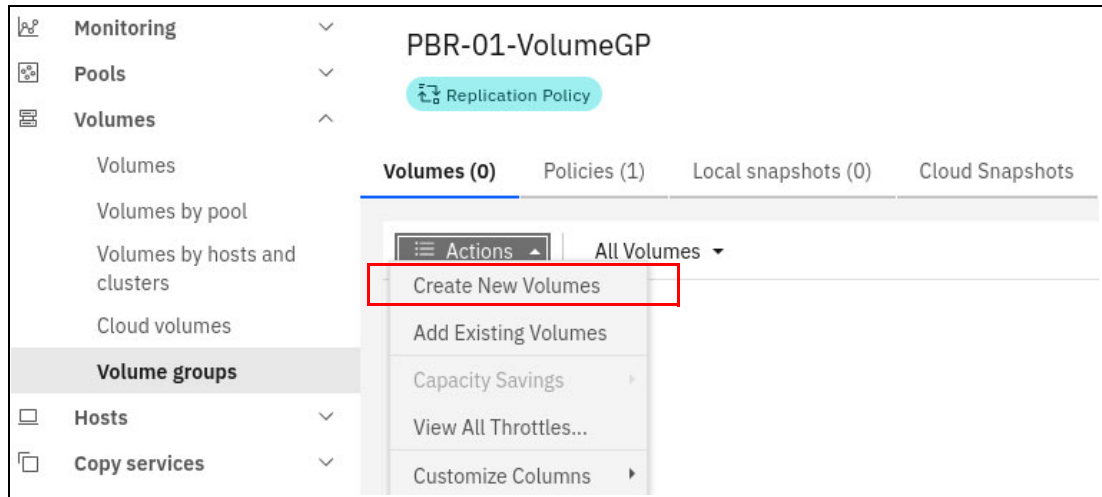 Monitoring
Pools
Volumes
Volumes
Volumes by pool
Volumes by hosts and
clusters
Cloud volumes
Volume groups
Hosts
Copy services
PBR-01-VolumeGP
Replication Policy
Volumes (0) Policies (1) Local snapshots (0) Cloud Snapshots
Actions All Volumes
Create New Volumes
Add Existing Volumes
Capacity Savings
View All Throttles...
Customize Columns